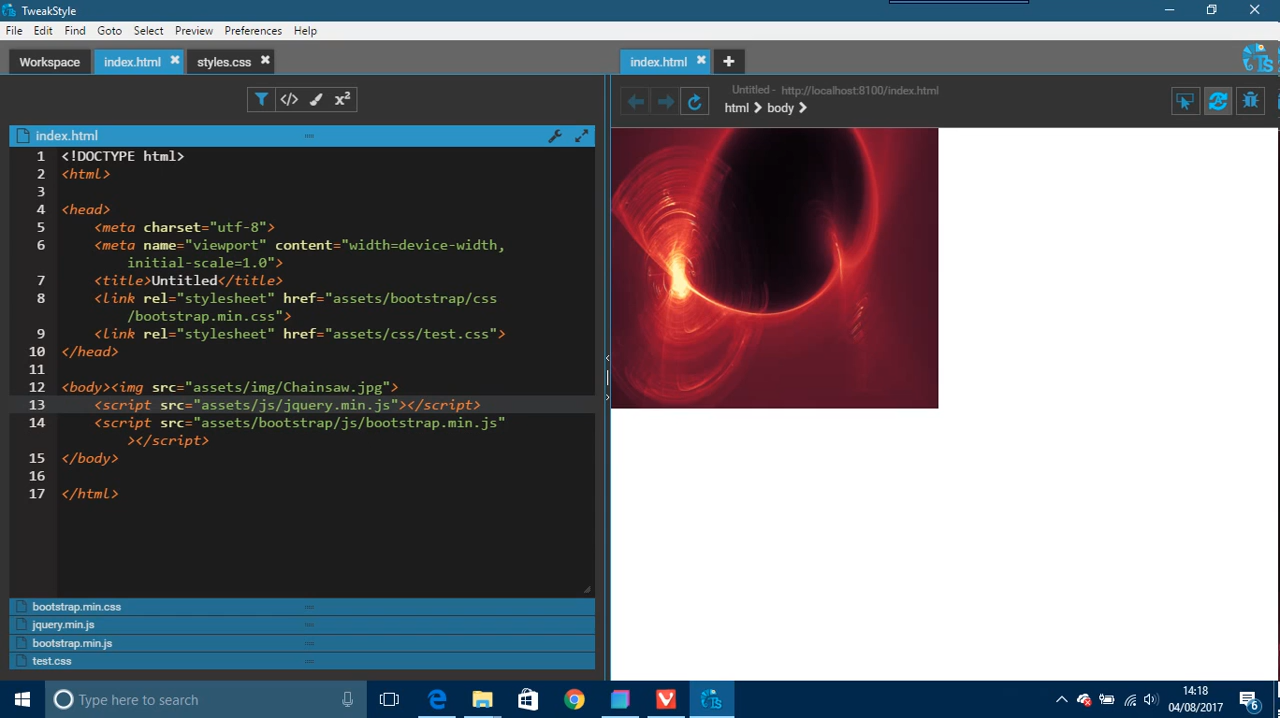 TweakStyle
File Edit Find Goto Select Preview Preferences Help
Workspace index.html styles.css
index.html
Ts
</> x²
Untitled - http://localhost:8100/index.html
html body
index.html
1 <!DOCTYPE html>
2 <html>
3
4 <head>
5 <meta charset="utf-8">
6 <meta name="viewport" content="width=device-width,
initial-scale=1.0">
7 <title>Untitled</title>
8 <link rel="stylesheet" href="assets/bootstrap/css
/bootstrap.min.css">
9 <link rel="stylesheet" href="assets/css/test.css">
10 </head>
11
12 <body><img src="assets/img/Chainsaw.jpg">
13 <script src="assets/js/jquery.min.js"></script>
14 <script src="assets/bootstrap/js/bootstrap.min.js"
></script>
15 </body>
16
17 </html>
bootstrap.min.css
jquery.min.js
bootstrap.min.js
test.css
Type here to search
Ts
14:18
04/08/2017
6